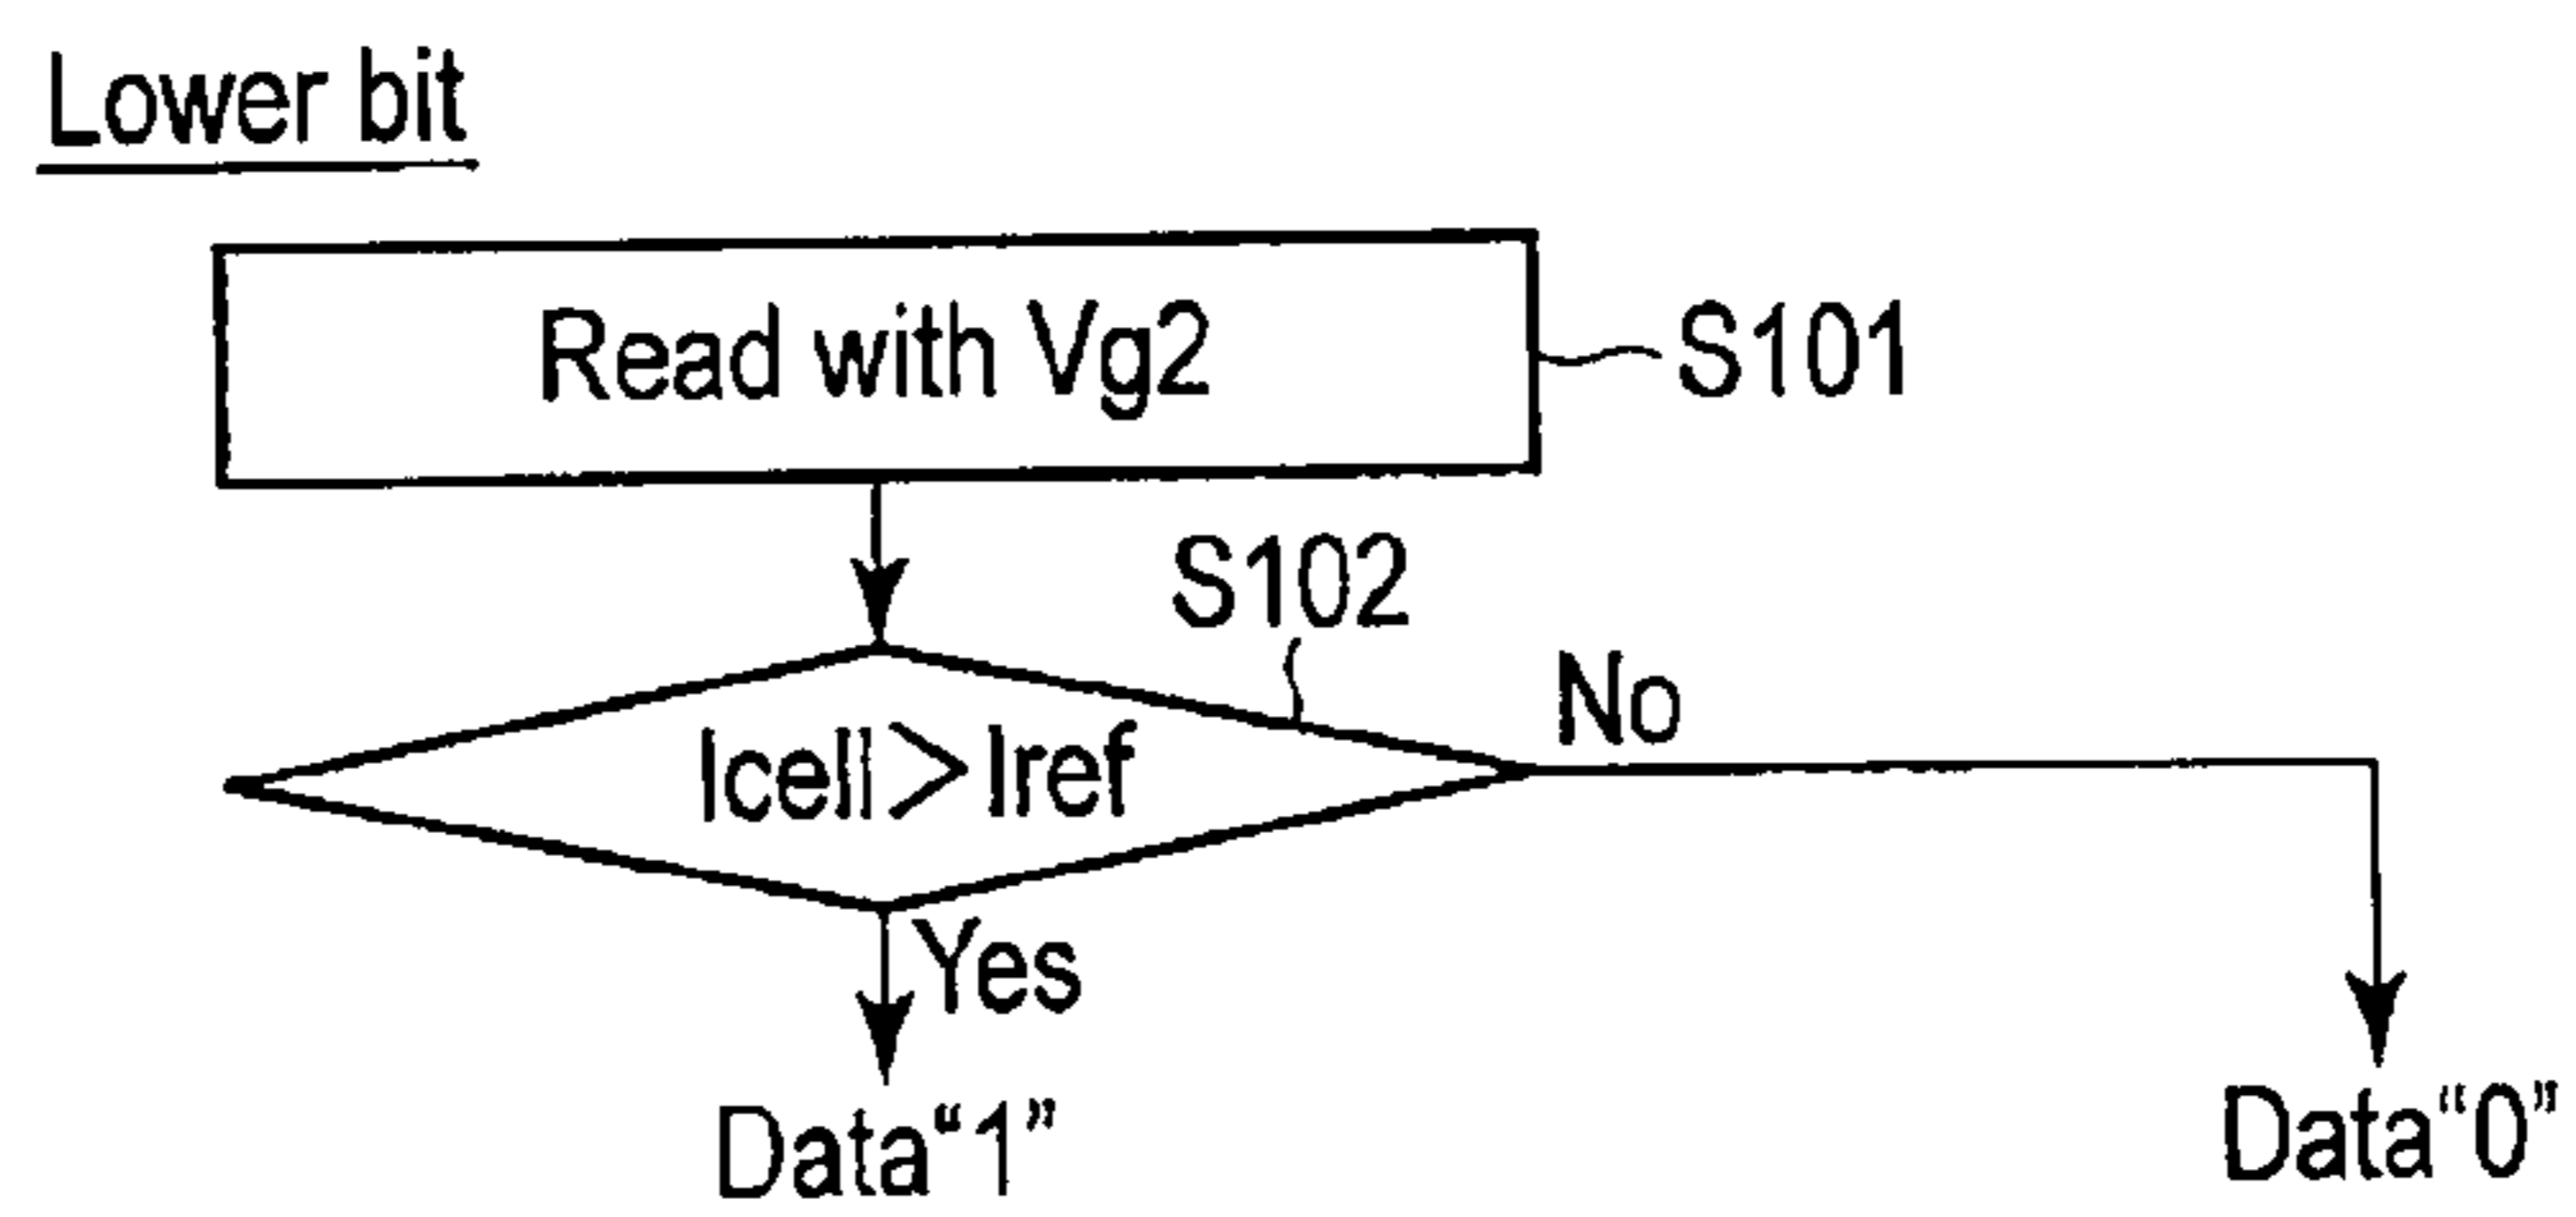 Lower bit
Read with Vg2
S101
S102
Icell>Iref
No
Yes
Data“1”
Data“0”